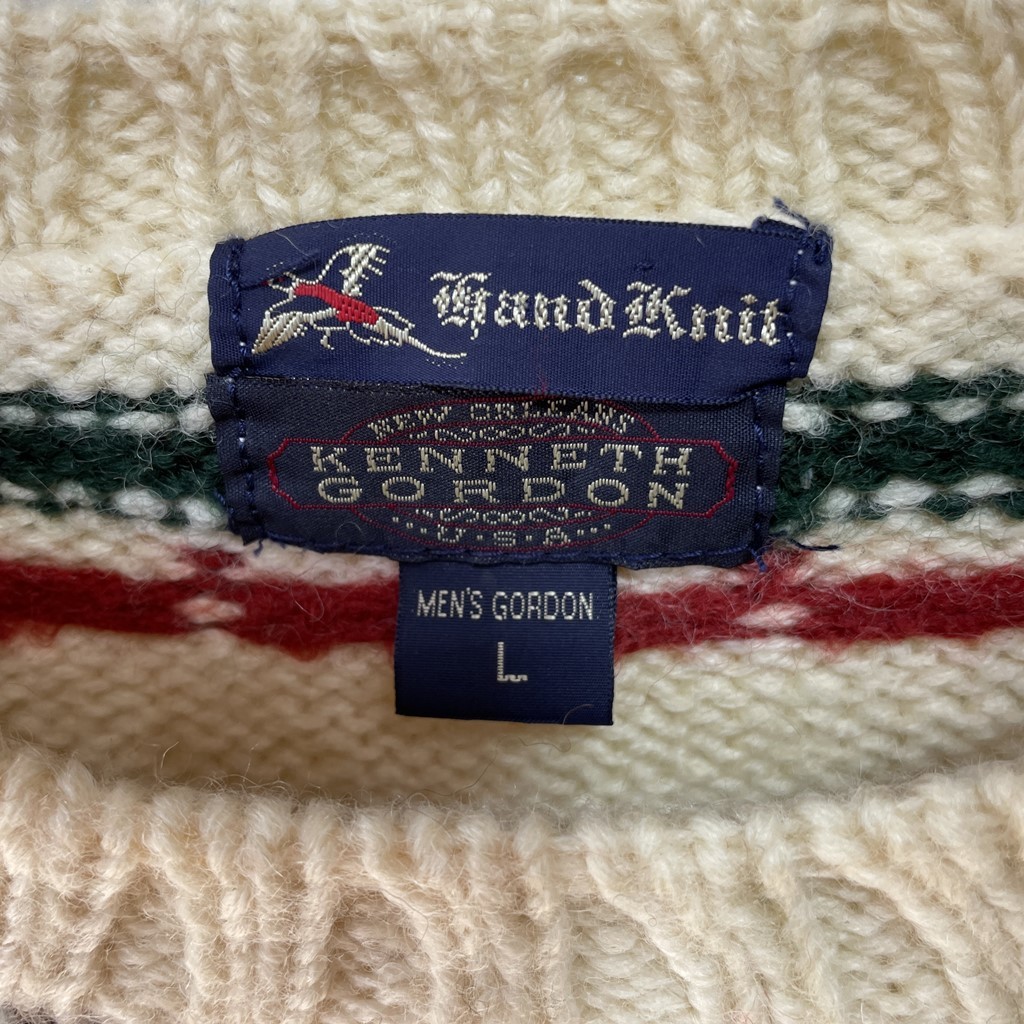 Hand Knit
NEW ORLEANS
KENNETH
GORDON
U.S.A.
MEN'S GORDON
L